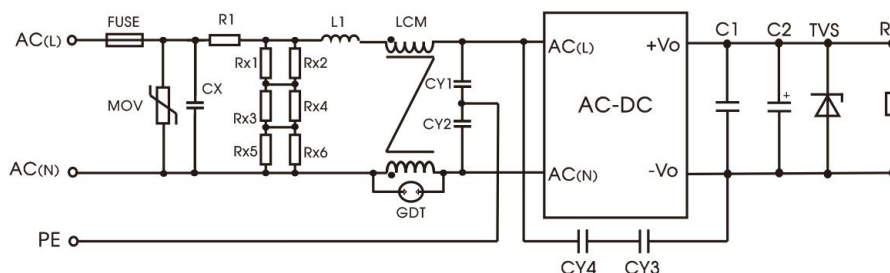 FUSE
R1
L1
LCM
AC(L)
MOV
CX
Rx1
Rx2
Rx3
Rx4
Rx5
Rx6
CY1
CY2
AC(L)
+Vo
AC-DC
AC(N)
-Vo
C1
C2
TVS
+
AC(N)
GDT
PE
CY4
CY3